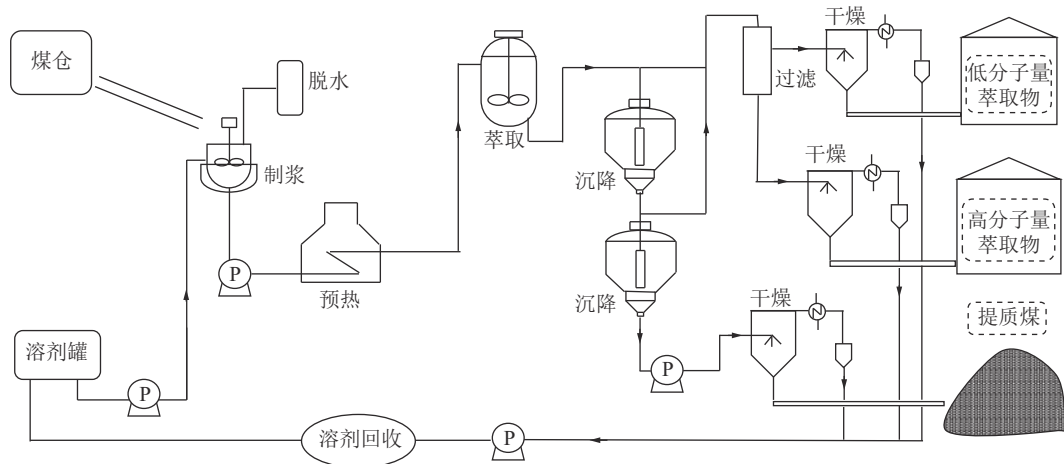 煤仓
脱水
制浆
P
预热
溶剂罐
P
萃取
沉降
沉降
过滤
干燥
低分子量
萃取物
干燥
高分子量
萃取物
干燥
提质煤
P
P
溶剂回收